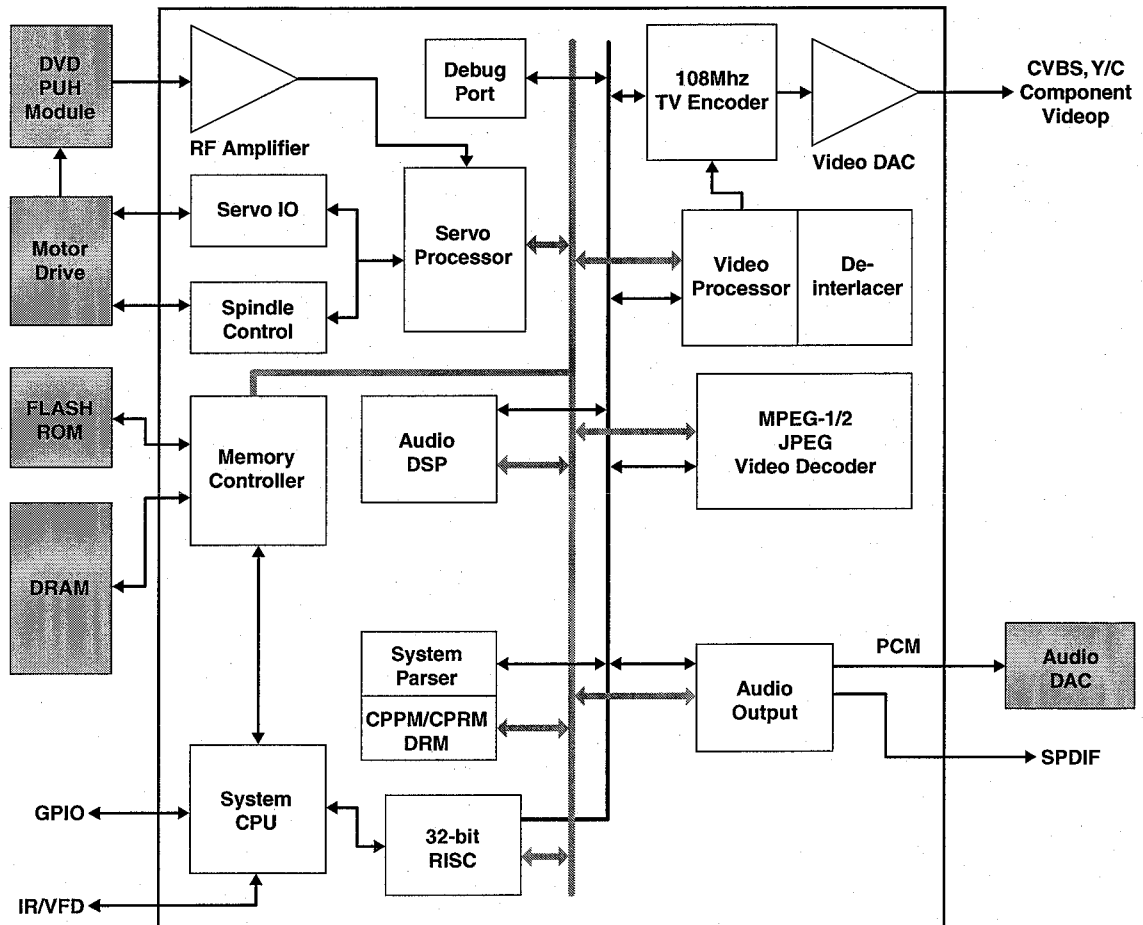 DVD
PUH
Module
RF Amplifier
Debug
Port
108Mhz
TV Encoder
Video DAC
CVBS, Y/C
Component
Videop
Motor
Drive
Servo IO
Spindle
Control
Servo
Processor
Video
Processor
De-
interlacer
FLASH
ROM
Memory
Controller
Audio
DSP
MPEG-1/2
JPEG
Video Decoder
DRAM
System
Parser
CPPM/CPRM
DRM
Audio
Output
PCM
Audio
DAC
SPDIF
GPIO
System
CPU
32-bit
RISC
IR/VFD